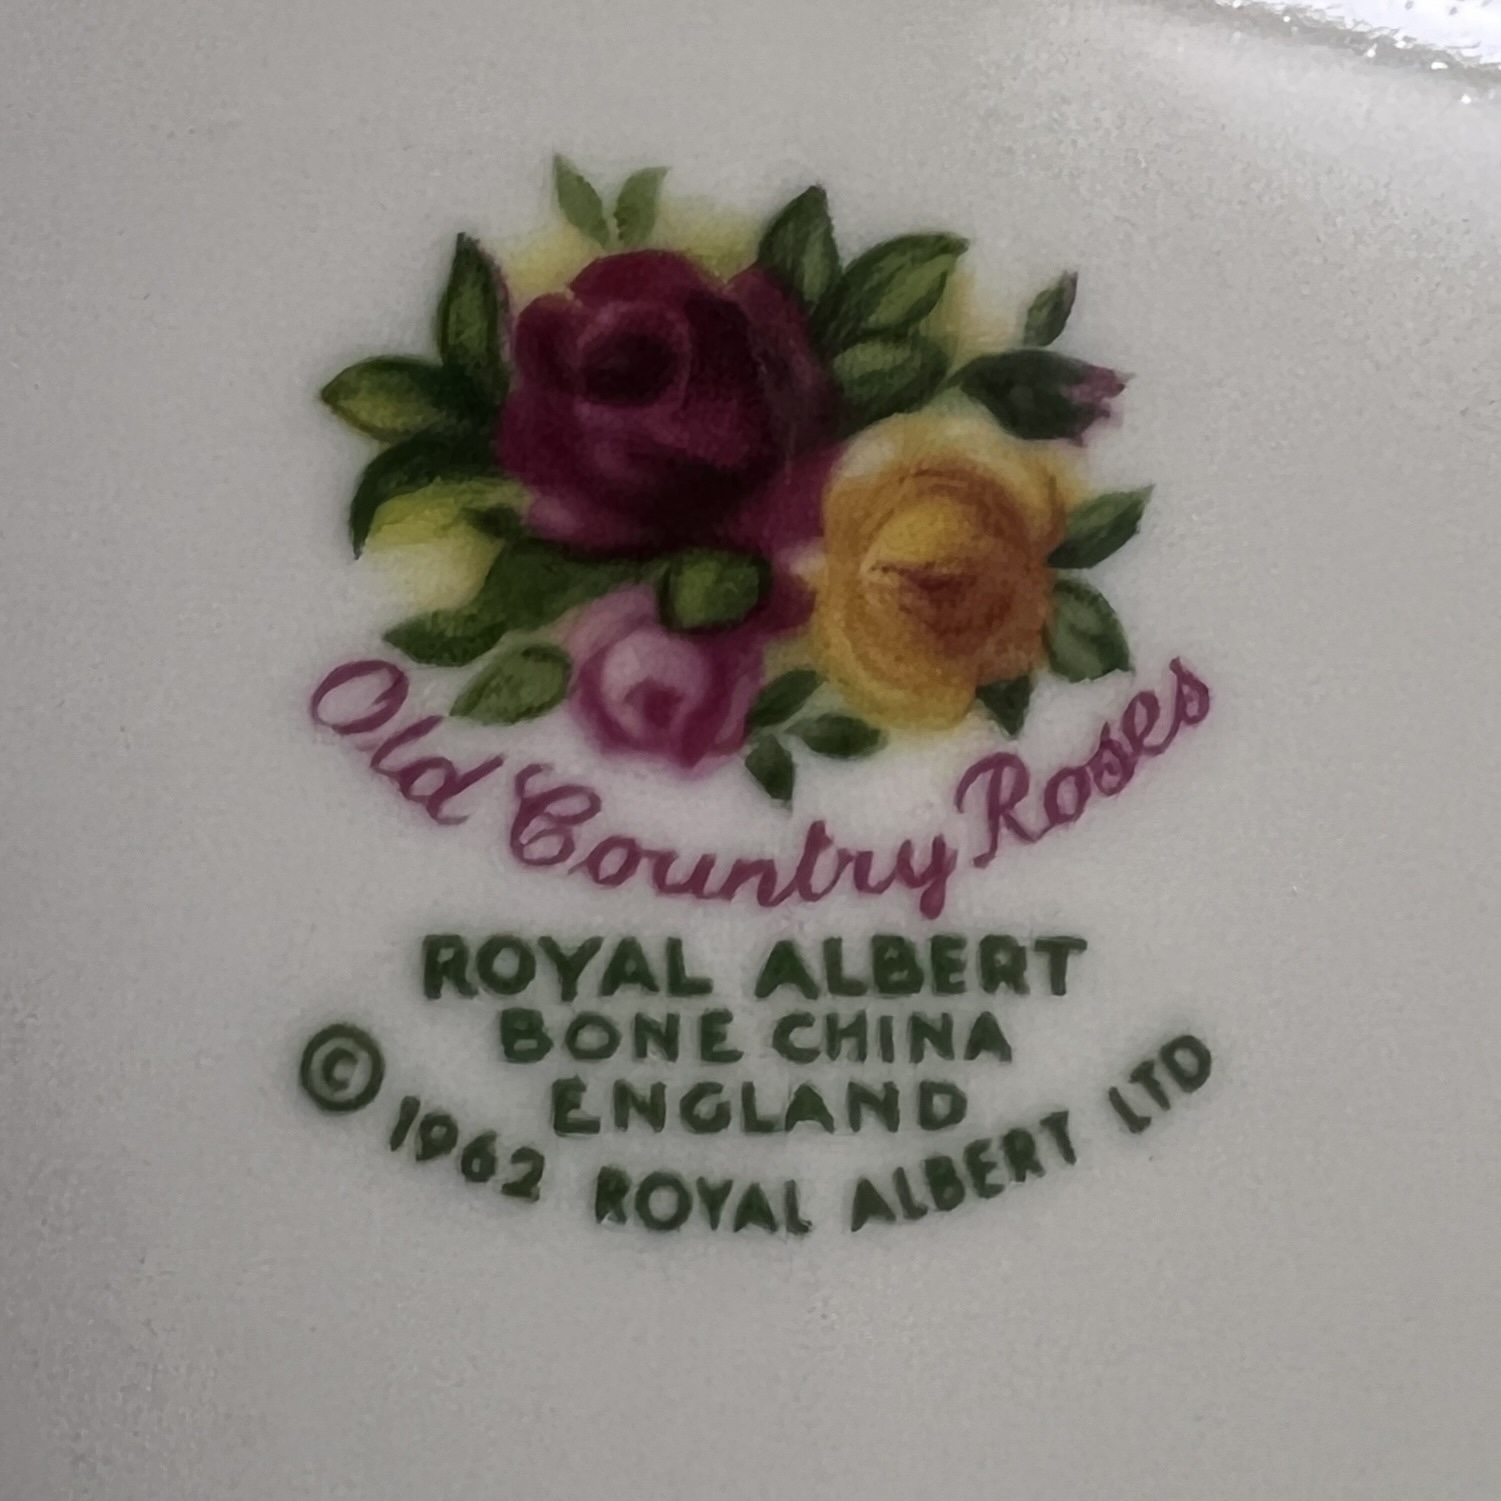 Old Country Roses
ROYAL ALBERT
BONE CHINA
ENGLAND
© 1962 ROYAL ALBERT LTD